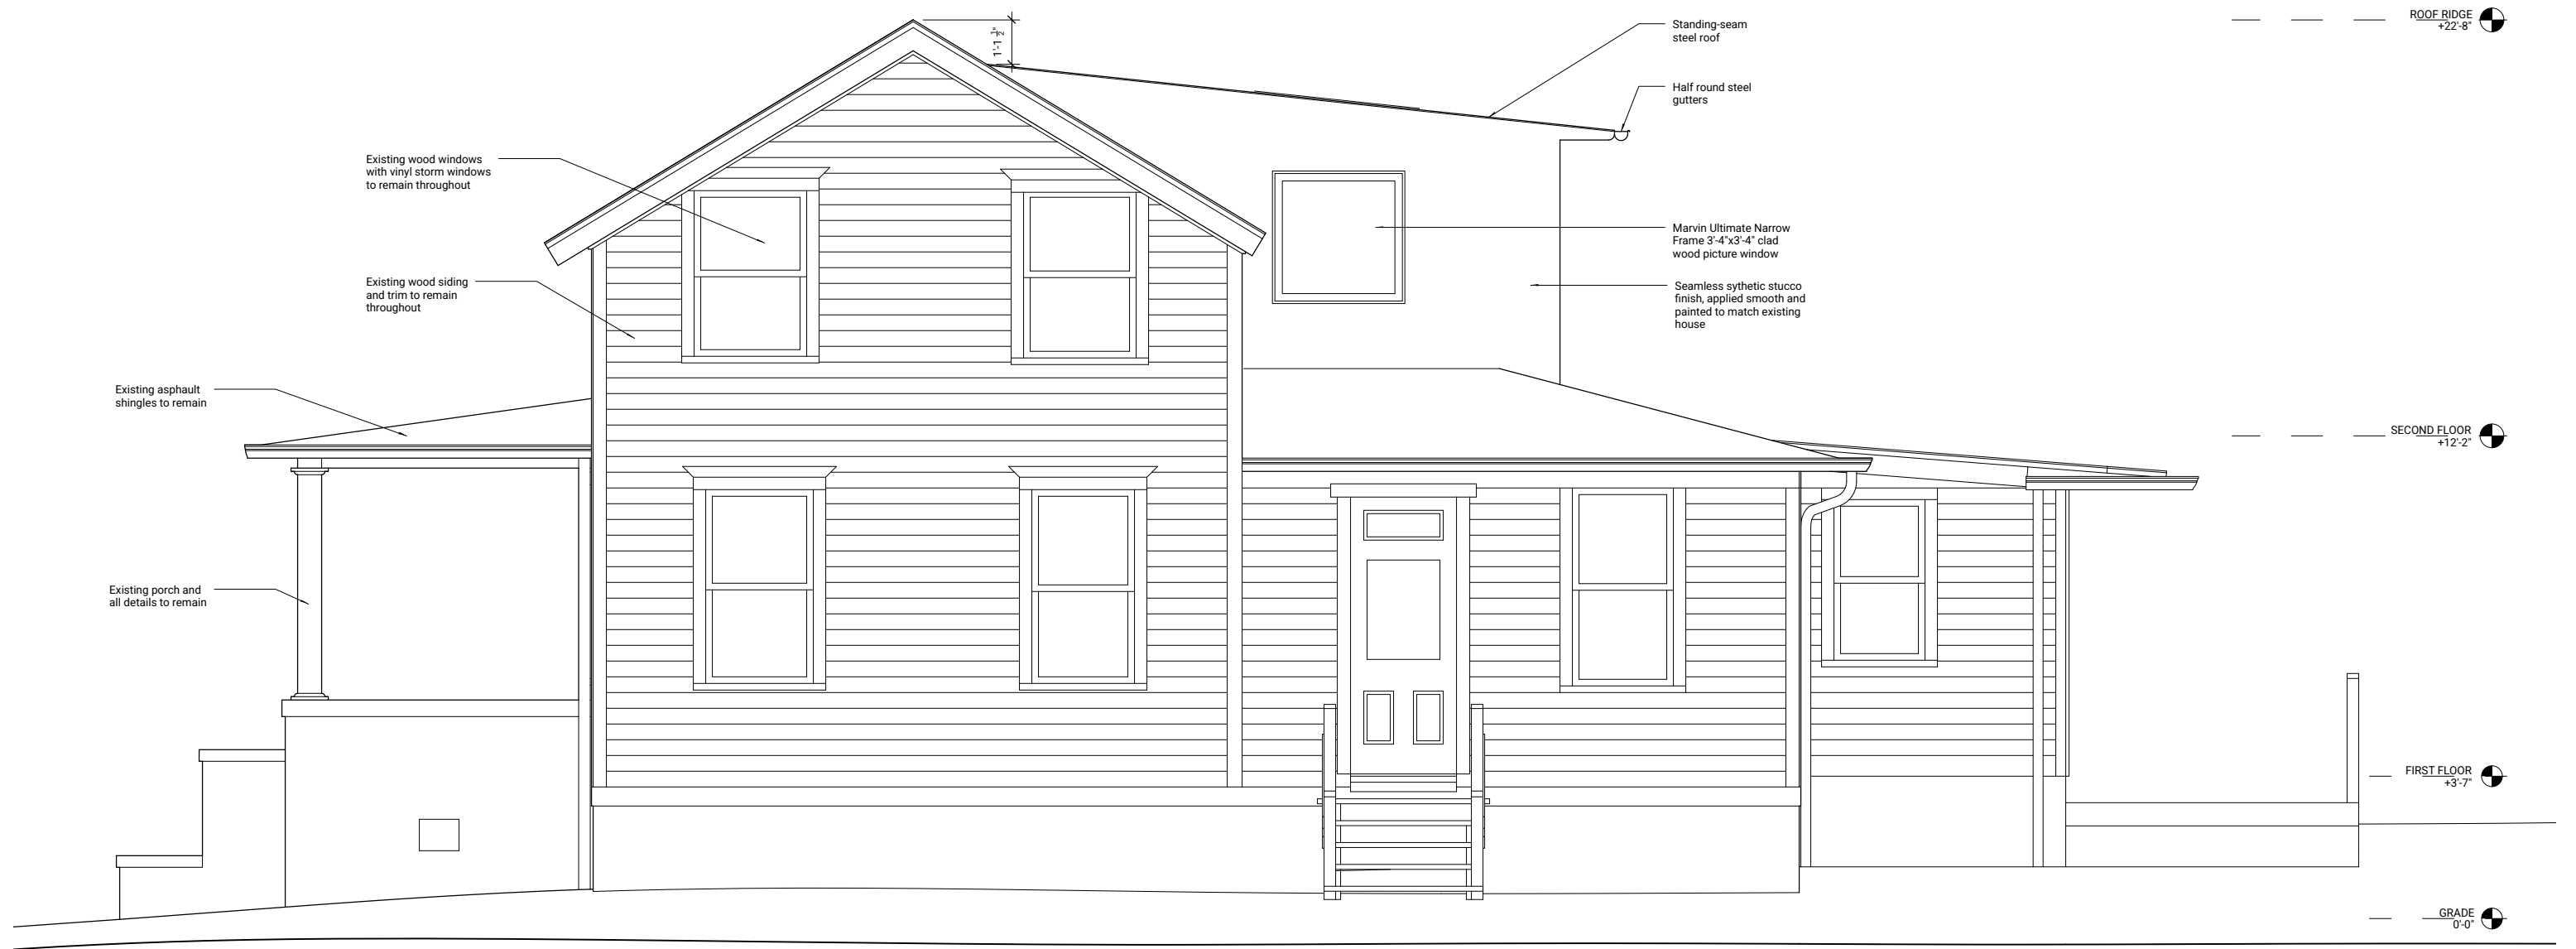 ROOF RIDGE
+22'-8"
1'-1 1/2"
Standing-seam
steel roof
Half round steel
gutters
Existing wood windows
with vinyl storm windows
to remain throughout
Marvin Ultimate Narrow
Frame 3'-4"x3'-4" clad
wood picture window
Existing wood siding
and trim to remain
throughout
Seamless sythetic stucco
finish, applied smooth and
painted to match existing
house
Existing asphault
shingles to remain
SECOND FLOOR
+12'-2"
Existing porch and
all details to remain
FIRST FLOOR
+3'-7"
GRADE
0'-0"